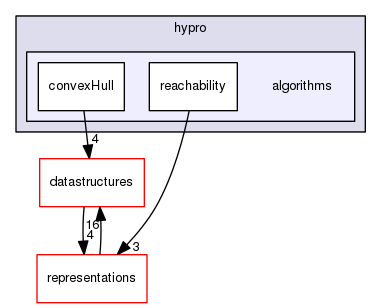 hypro
convexHull
reachability
algorithms
4
datastructures
16
4
3
representations